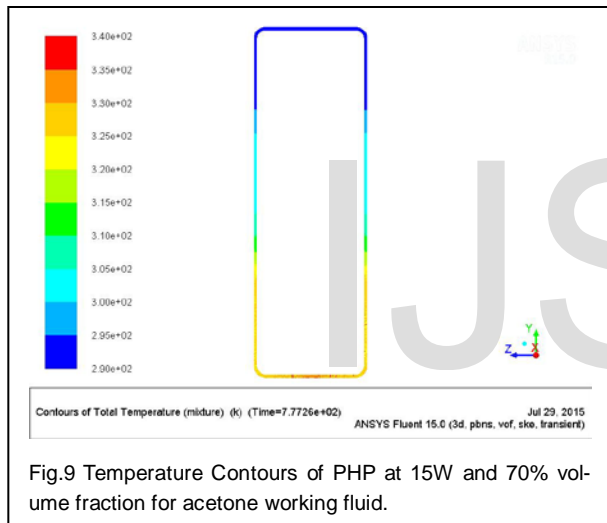 3.40e+02
3.35e+02
3.30e+02
3.25e+02
3.20e+02
3.15e+02
3.10e+02
3.05e+02
3.00e+02
2.95e+02
2.90e+02
ANSYS
Y
Z
X
IJS
Contours of Total Temperature (mixture) (k) (Time=7.7726e+02)
Jul 29, 2015
ANSYS Fluent 15.0 (3d, pbns, vof, ske, transient)
Fig.9 Temperature Contours of PHP at 15W and 70% vol-
ume fraction for acetone working fluid.